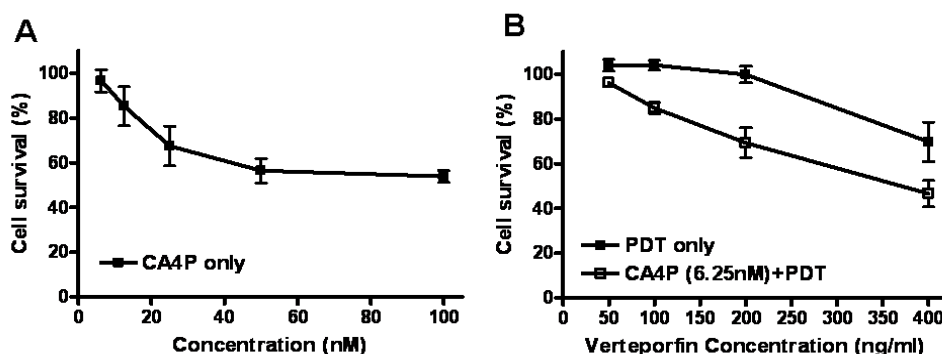 A
Cell survival (%)
100
80
60
40
20
0
CA4P only
0 20 40 60 80 100
Concentration (nM)
B
Cell survival (%)
100
80
60
40
20
0
PDT only
CA4P (6.25nM)+PDT
0 50 100 150 200 250 300 350 400
Verteporfin Concentration (ng/ml)